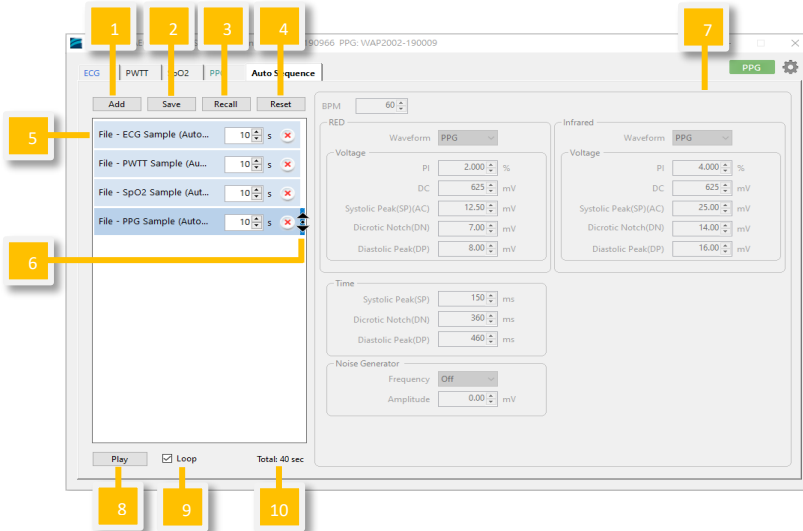 1 2 3 4 7
90966 PPG: WAP2002-190009
ECG PWTT SpO2 PPG Auto Sequence PPG
Add Save Recall Reset
BPM 60
5
File - ECG Sample (Auto... 10 s
File - PWTT Sample (Au... 10 s
File - SpO2 Sample (Auto... 10 s
File - PPG Sample (Auto... 10 s
6
RED
Waveform PPG
Voltage
PI 2.000 %
DC 625 mV
Systolic Peak(SP)(AC) 12.50 mV
Dicrotic Notch(DN) 7.00 mV
Diastolic Peak(DP) 8.00 mV
Infrared
Waveform PPG
Voltage
PI 4.000 %
DC 625 mV
Systolic Peak(SP)(AC) 25.00 mV
Dicrotic Notch(DN) 14.00 mV
Diastolic Peak(DP) 16.00 mV
Time
Systolic Peak(SP) 150 ms
Dicrotic Notch(DN) 360 ms
Diastolic Peak(DP) 460 ms
Noise Generator
Frequency Off
Amplitude 0.00 mV
Play Loop Total: 40 sec
8 9 10